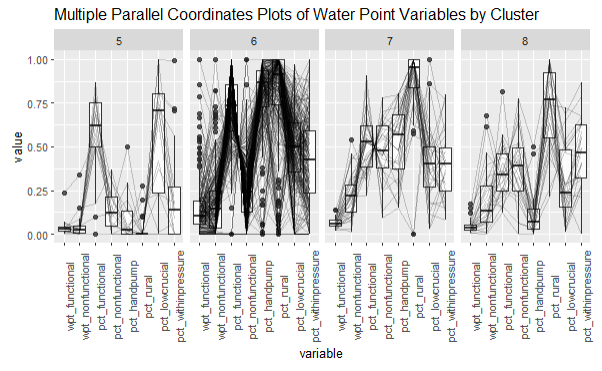 Multiple Parallel Coordinates Plots of Water Point Variables by Cluster
5 6 7 8
1.00
0.75
0.50
0.25
0.00
value
wpt_functional wpt_nonfunctional pct_functional pct_nonfunctional pct_handpump pct_rural pct_lowcrucial pct_withinpressure wpt_functional wpt_nonfunctional pct_functional pct_nonfunctional pct_handpump pct_rural pct_lowcrucial pct_withinpressure wpt_functional wpt_nonfunctional pct_functional pct_nonfunctional pct_handpump pct_rural pct_lowcrucial pct_withinpressure wpt_functional wpt_nonfunctional pct_functional pct_nonfunctional pct_handpump pct_rural pct_lowcrucial pct_withinpressure
variable